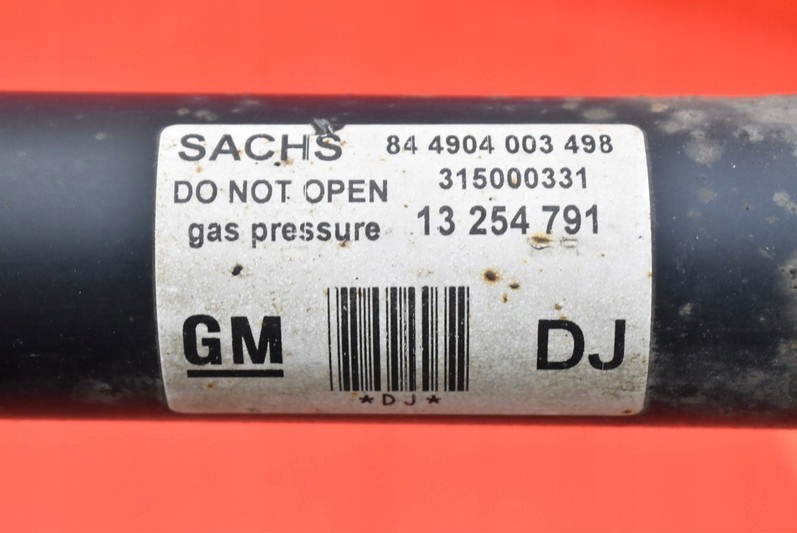 SACHS 84 4904 003 498
DO NOT OPEN 315000331
gas pressure 13 254 791
GM DJ
*DJ*